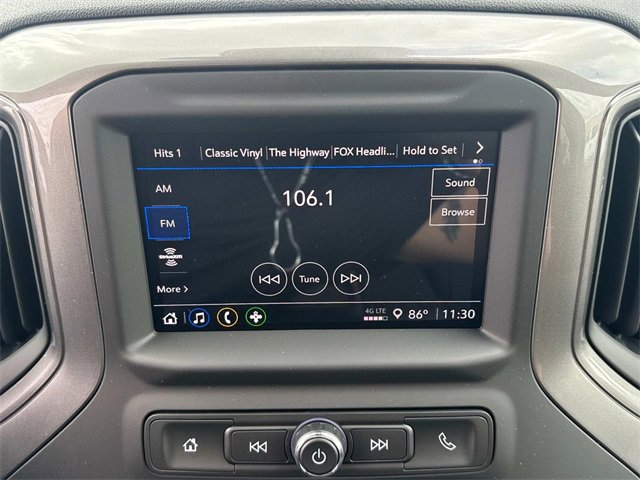 Hits 1 Classic Vinyl The Highway FOX Headli... Hold to Set
AM
106.1
Sound
FM
Browse
SiriusXM
Tune
More
4G LTE 86° 11:30